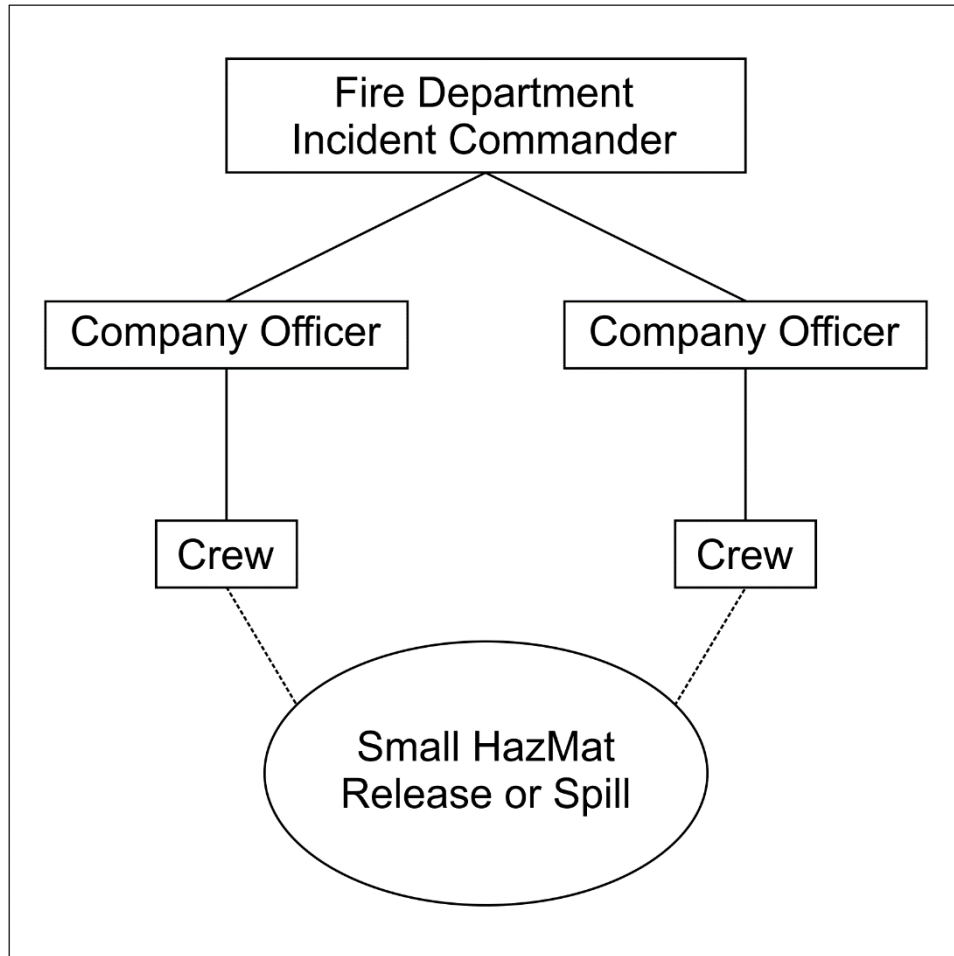 Fire Department
Incident Commander
Company Officer
Company Officer
Crew
Crew
Small HazMat
Release or Spill